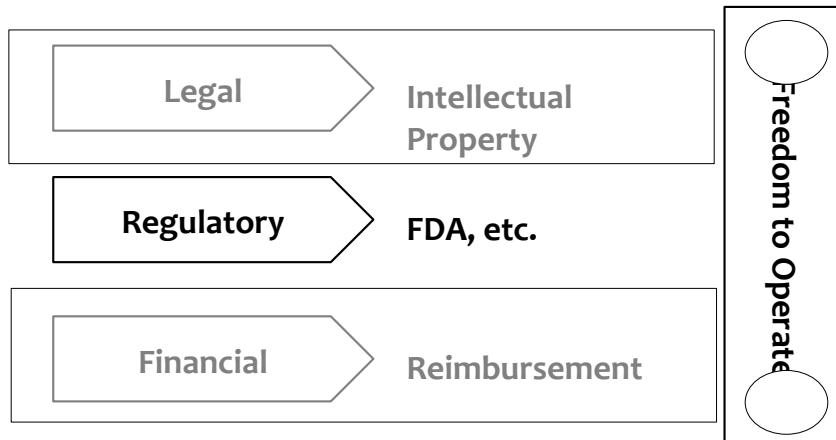 Legal
Intellectual
Property
Regulatory
FDA, etc.
Financial
Reimbursement
Freedom to Operate